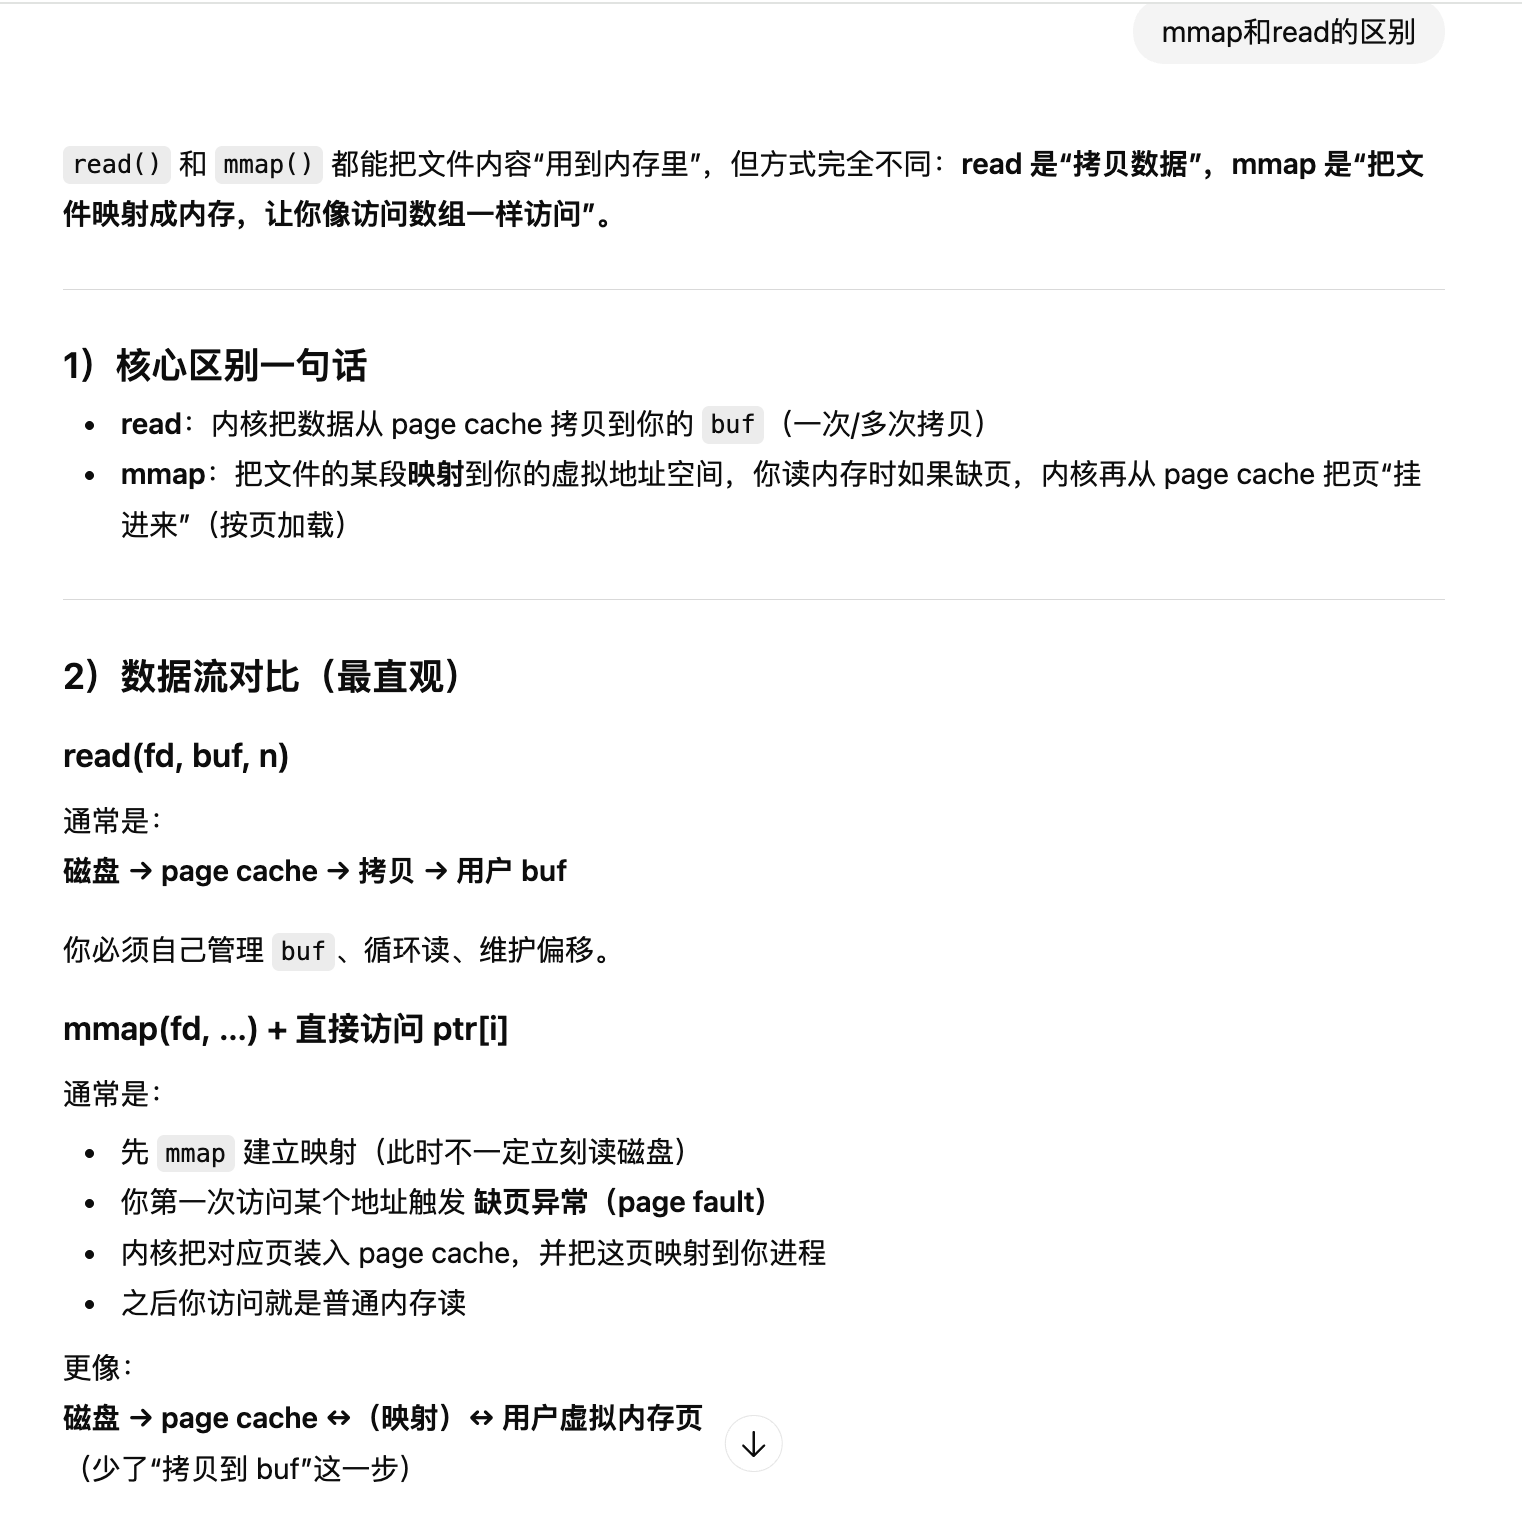 mmap和read的区别
read() 和 mmap() 都能把文件内容“用到内存里”，但方式完全不同：read 是“拷贝数据”，mmap 是“把文
件映射成内存，让你像访问数组一样访问”。
1）核心区别一句话
• read：内核把数据从 page cache 拷贝到你的 buf（一次/多次拷贝）
• mmap：把文件的某段映射到你的虚拟地址空间，你读内存时如果缺页，内核再从 page cache 把页“挂
进来”（按页加载）
2）数据流对比（最直观）
read(fd, buf, n)
通常是：
磁盘 → page cache → 拷贝 → 用户 buf
你必须自己管理 buf、循环读、维护偏移。
mmap(fd, ...) + 直接访问 ptr[i]
通常是：
• 先 mmap 建立映射（此时不一定立刻读磁盘）
• 你第一次访问某个地址触发 缺页异常（page fault）
• 内核把对应页装入 page cache，并把这页映射到你进程
• 之后你访问就是普通内存读
更像：
磁盘 → page cache ↔（映射）↔ 用户虚拟内存页
（少了“拷贝到 buf”这一步）